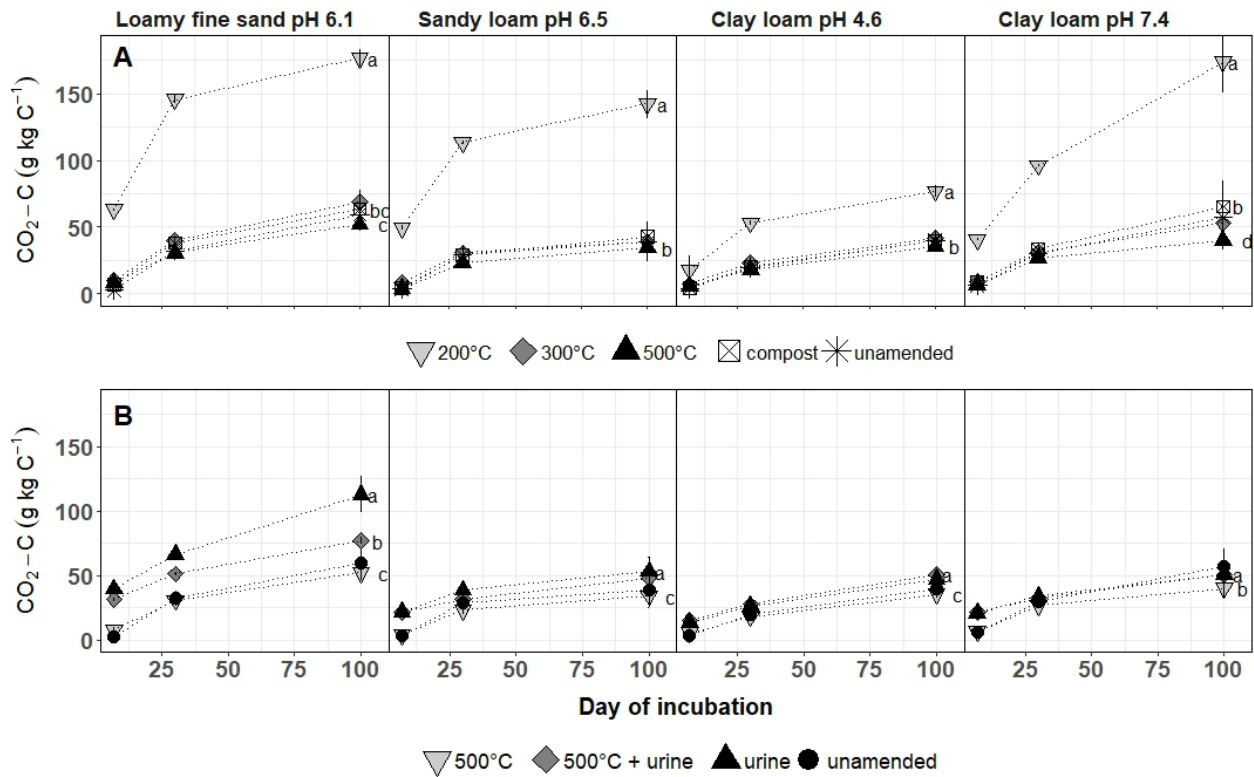 Loamy fine sand pH 6.1 Sandy loam pH 6.5 Clay loam pH 4.6 Clay loam pH 7.4
A
CO₂ – C (g kg C⁻¹)
150
100
50
0
a
bc
c
a
b
a
b
a
b
d
200°C 300°C 500°C compost unamended
B
CO₂ – C (g kg C⁻¹)
150
100
50
0
a
b
c
a
c
a
c
a
b
25 50 75 100 25 50 75 100 25 50 75 100 25 50 75 100
Day of incubation
500°C 500°C + urine urine unamended